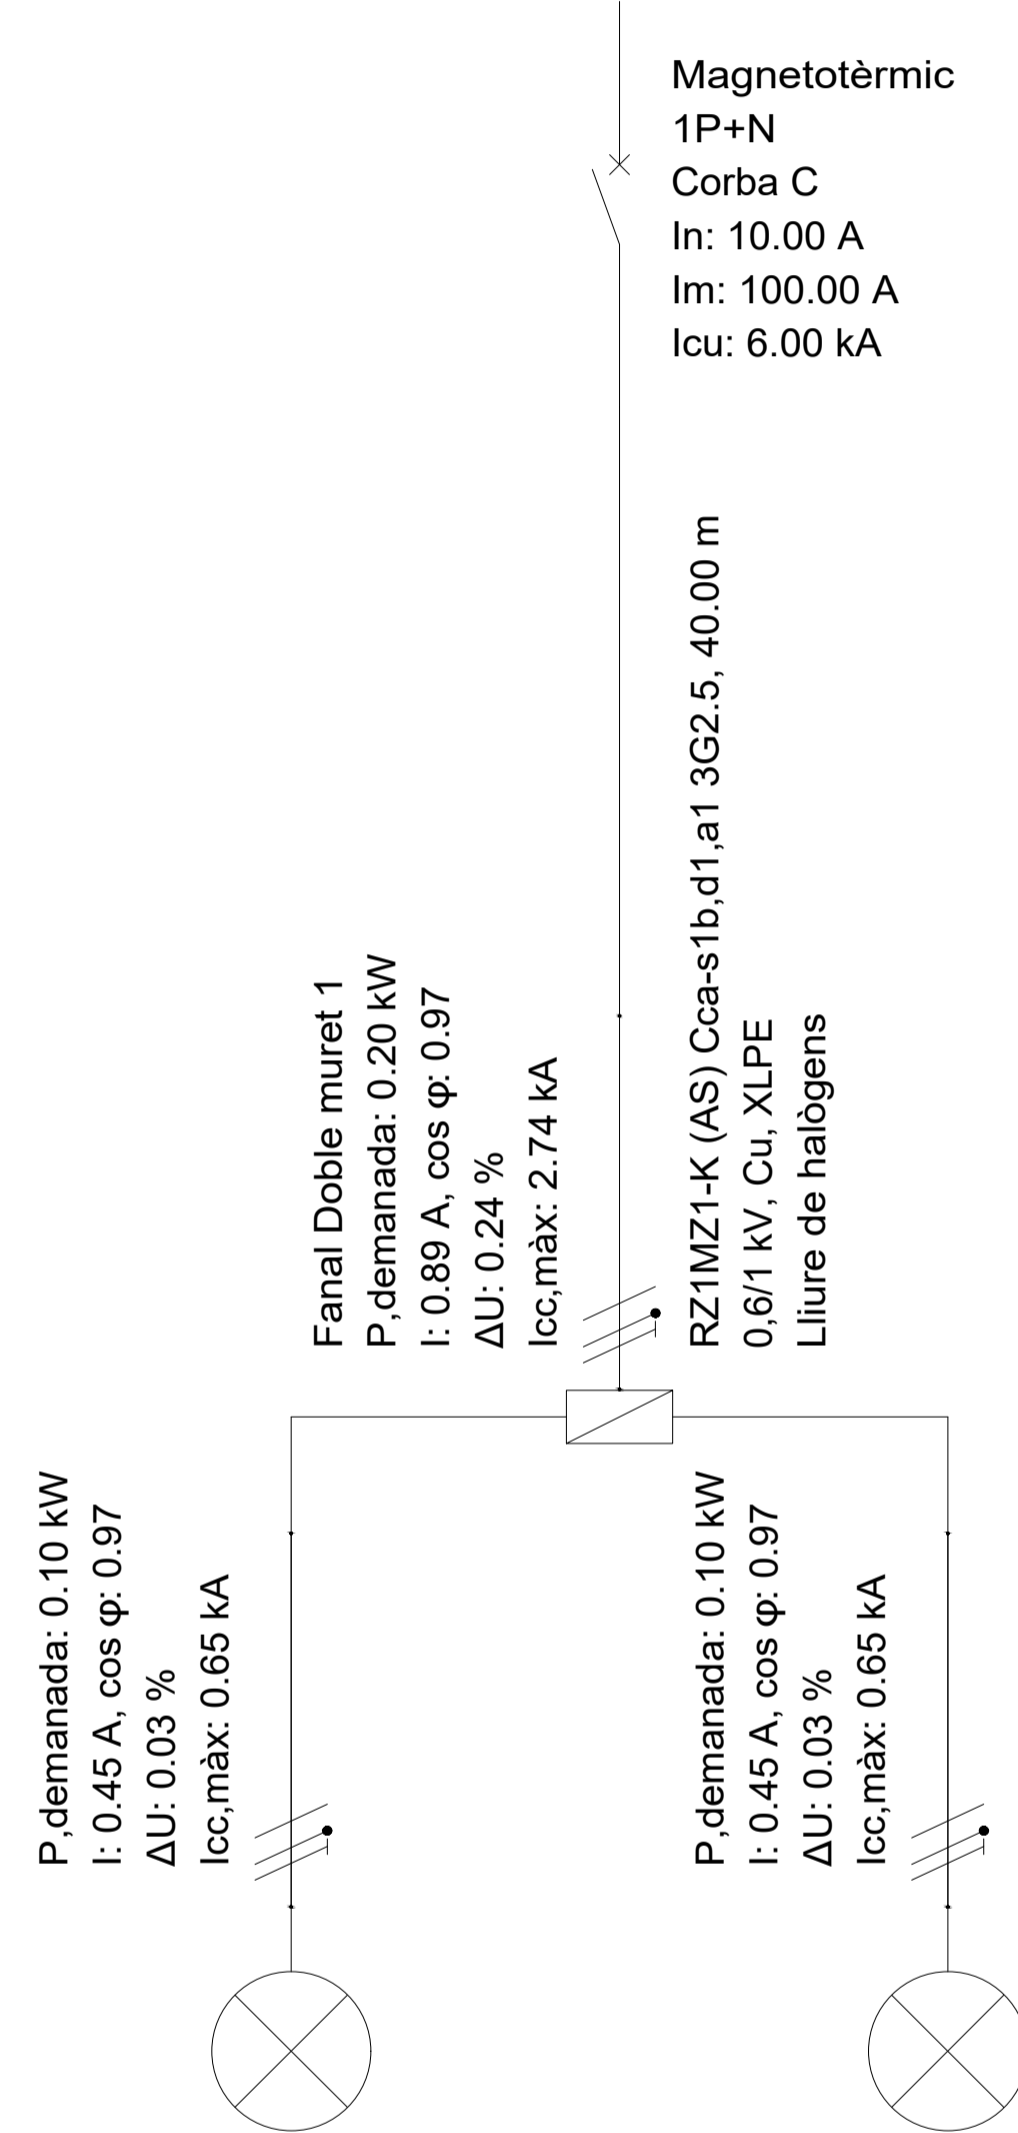 Magnetotèrmic
1P+N
Corba C
In: 10.00 A
Im: 100.00 A
Icu: 6.00 kA
Fanal Doble muret 1
P,demanada: 0.20 kW
I: 0.89 A, cos φ: 0.97
ΔU: 0.24 %
Icc,màx: 2.74 kA
RZ1MZ1-K (AS) Cca-s1b,d1,a1 3G2.5, 40.00 m
0,6/1 kV, Cu, XLPE
Lliure de halògens
P,demanada: 0.10 kW
I: 0.45 A, cos φ: 0.97
ΔU: 0.03 %
Icc,màx: 0.65 kA
P,demanada: 0.10 kW
I: 0.45 A, cos φ: 0.97
ΔU: 0.03 %
Icc,màx: 0.65 kA